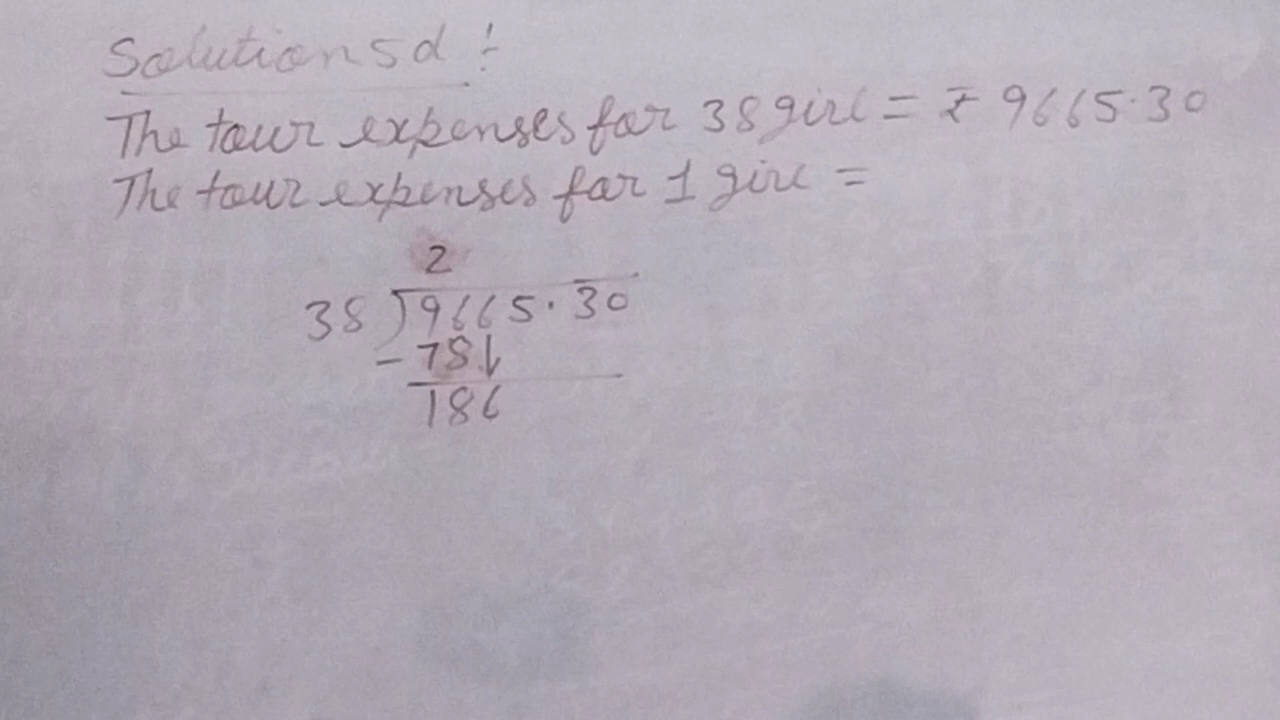 Solution 5d :
The tour expenses for 38 girl = ₹ 9665.30
The tour expenses for 1 girl =
2
38 ) 9665.30
- 78↓
186